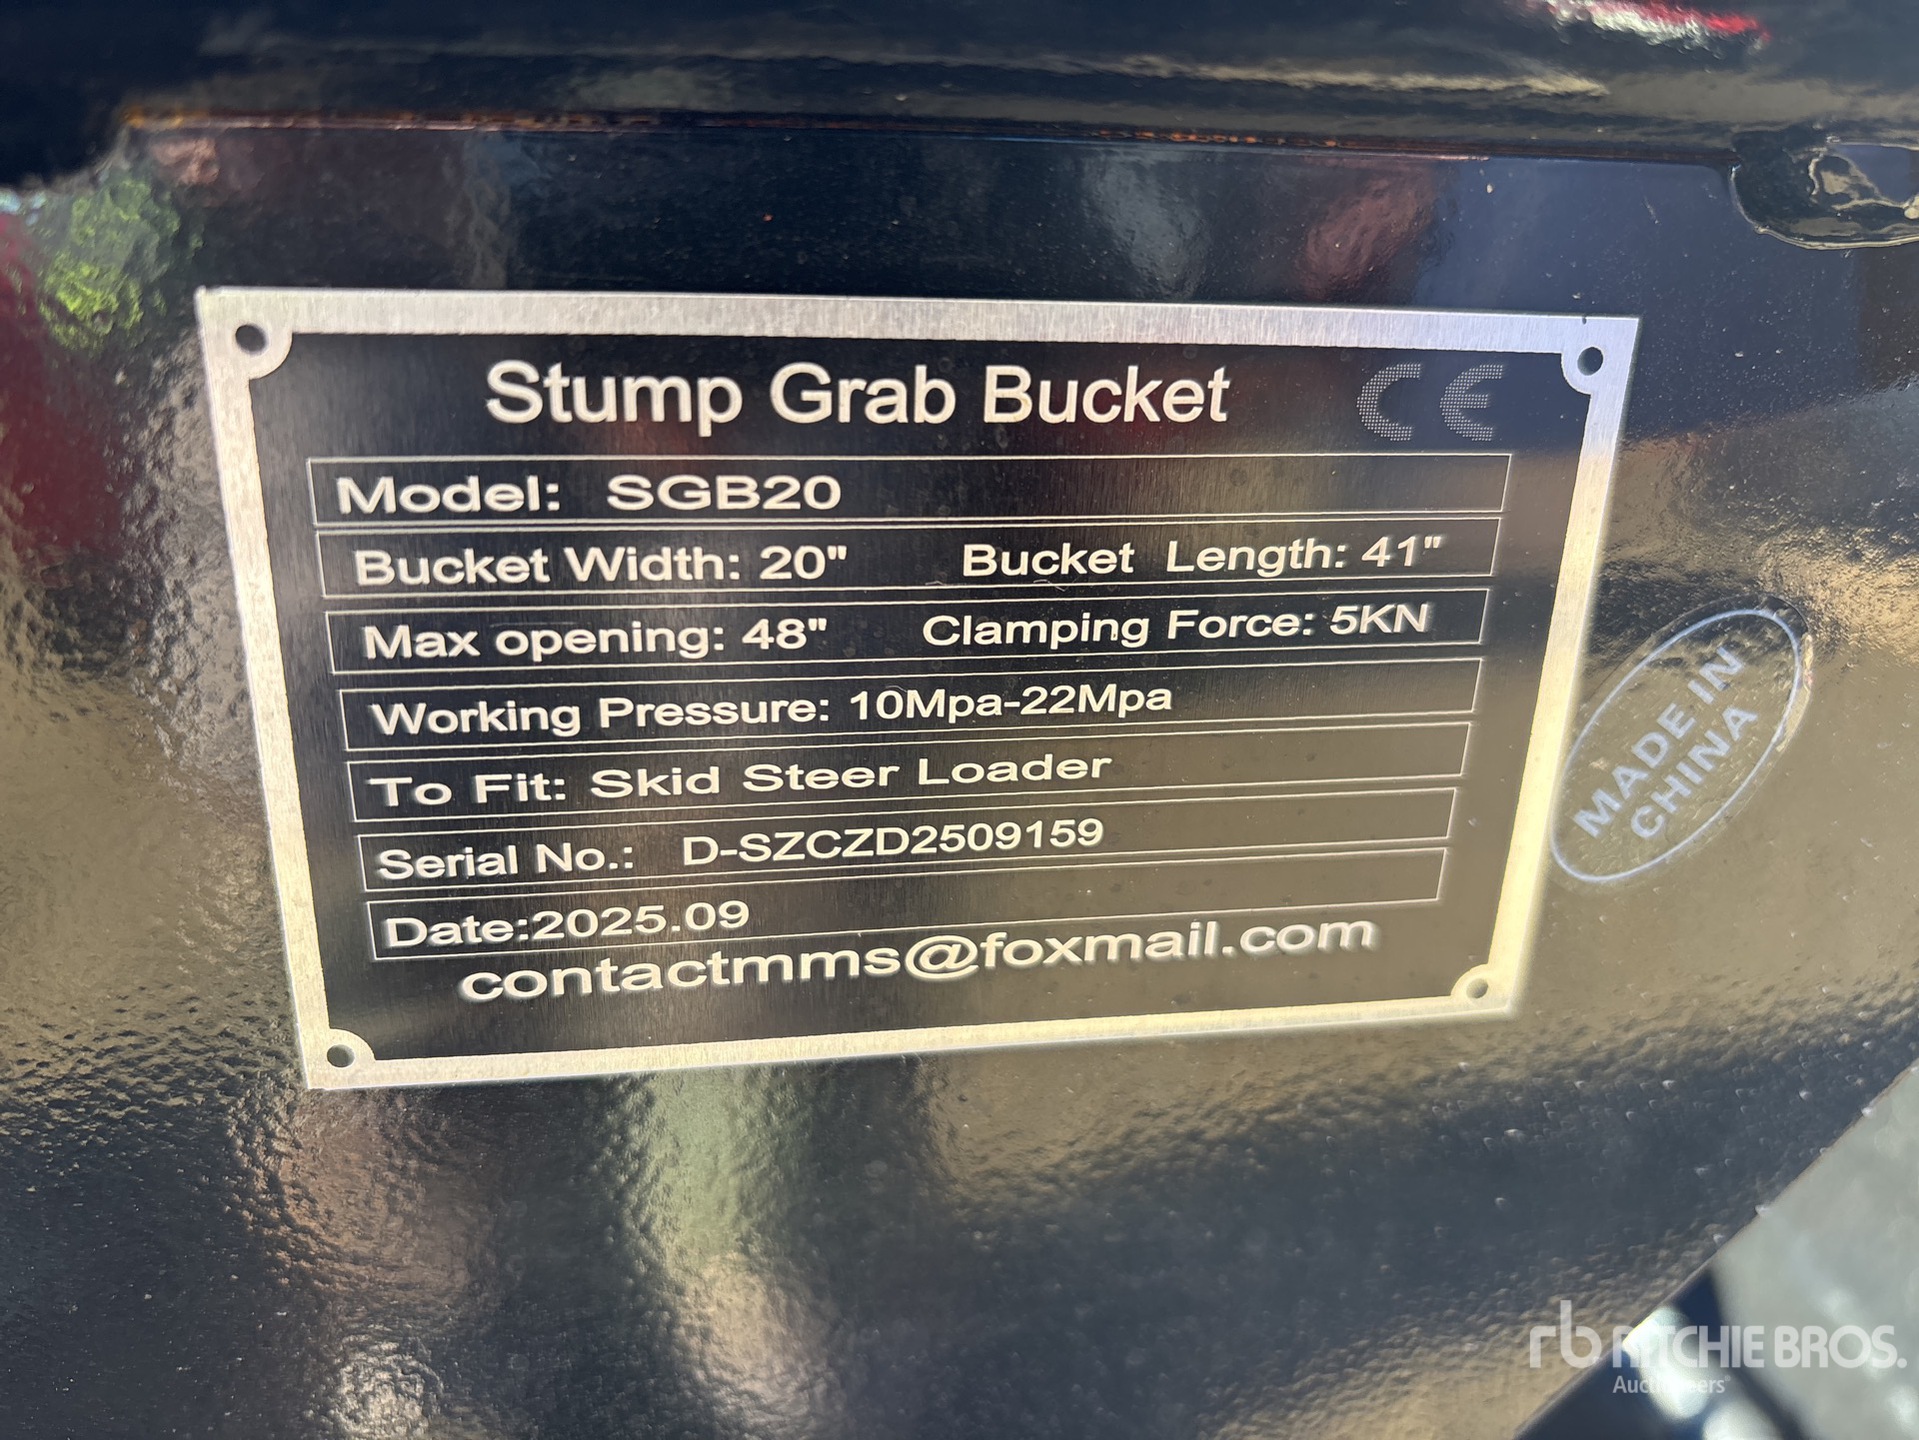 Stump Grab Bucket CE
Model: SGB20
Bucket Width: 20" Bucket Length: 41"
Max opening: 48" Clamping Force: 5KN
Working Pressure: 10Mpa-22Mpa
To Fit: Skid Steer Loader
Serial No.: D-SZCZD2509159
Date:2025.09
contactmms@foxmail.com
MADE IN
CHINA
rb RITCHIE BROS.
Auctioneers